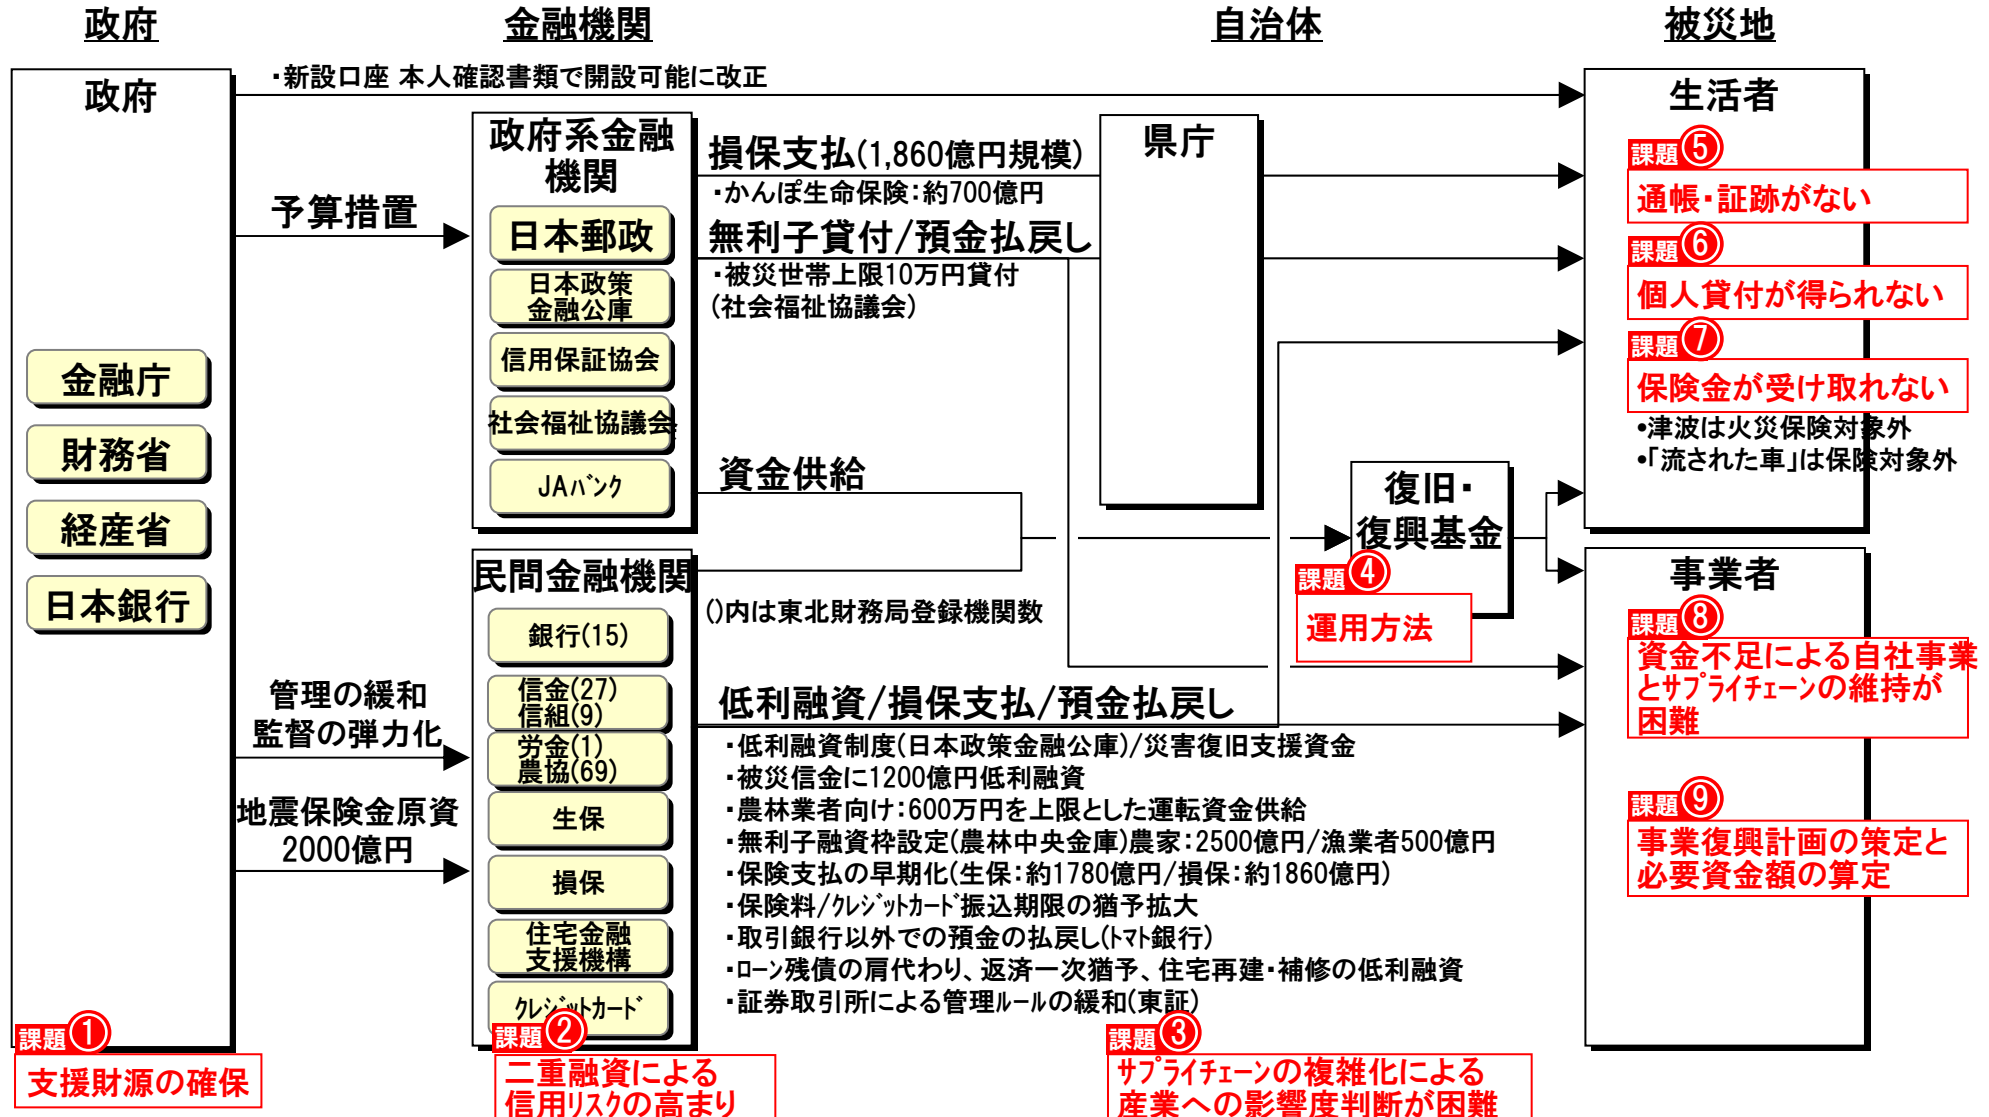 政府
金融機関
自治体
被災地
政府
金融庁
財務省
経産省
日本銀行
課題①
支援財源の確保
・新設口座 本人確認書類で開設可能に改正
予算措置
管理の緩和
監督の弾力化
地震保険金原資
2000億円
政府系金融
機関
日本郵政
日本政策
金融公庫
信用保証協会
社会福祉協議会
JAバンク
民間金融機関
銀行(15)
信金(27)
信組(9)
労金(1)
農協(69)
生保
損保
住宅金融
支援機構
クレジットカード
課題②
二重融資による
信用リスクの高まり
損保支払(1,860億円規模)
・かんぽ生命保険：約700億円
無利子貸付/預金払戻し
・被災世帯上限10万円貸付
(社会福祉協議会)
資金供給
()内は東北財務局登録機関数
低利融資/損保支払/預金払戻し
・低利融資制度(日本政策金融公庫)/災害復旧支援資金
・被災信金に1200億円低利融資
・農林業者向け：600万円を上限とした運転資金供給
・無利子融資枠設定(農林中央金庫)農家：2500億円/漁業者500億円
・保険支払の早期化(生保：約1780億円/損保：約1860億円)
・保険料/クレジットカード振込期限の猶予拡大
・取引銀行以外での預金の払戻し(トマト銀行)
・ローン残債の肩代わり、返済一次猶予、住宅再建・補修の低利融資
・証券取引所による管理ルールの緩和(東証)
課題③
サプライチェーンの複雑化による
産業への影響度判断が困難
県庁
復旧・
復興基金
課題④
運用方法
生活者
課題⑤
通帳・証跡がない
課題⑥
個人貸付が得られない
課題⑦
保険金が受け取れない
•津波は火災保険対象外
•「流された車」は保険対象外
事業者
課題⑧
資金不足による自社事業
とサプライチェーンの維持が
困難
課題⑨
事業復興計画の策定と
必要資金額の算定